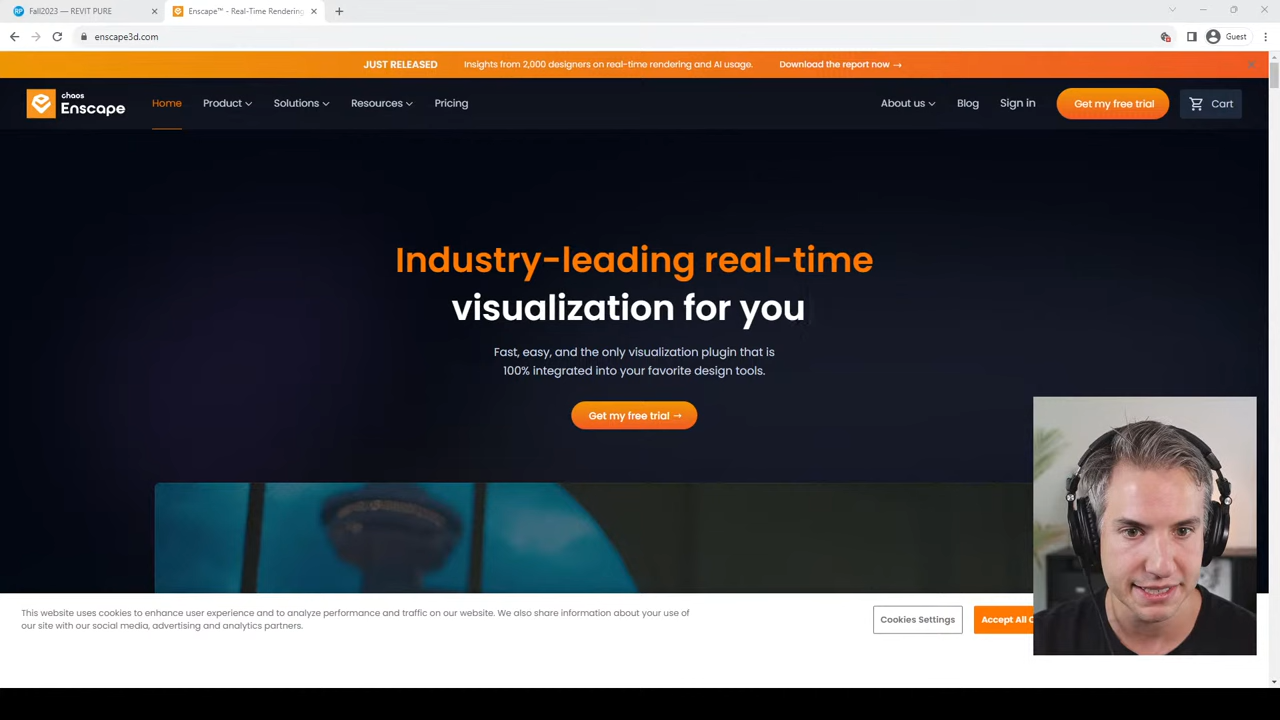 Fall2023 — REVIT PURE
Enscape™ - Real-Time Rendering
enscape3d.com
Guest
JUST RELEASED Insights from 2,000 designers on real-time rendering and AI usage. Download the report now →
chaos
Enscape
Home Product Solutions Resources Pricing About us Blog Sign in Get my free trial Cart
Industry-leading real-time
visualization for you
Fast, easy, and the only visualization plugin that is
100% integrated into your favorite design tools.
Get my free trial →
This website uses cookies to enhance user experience and to analyze performance and traffic on our website. We also share information about your use of
our site with our social media, advertising and analytics partners.
Cookies Settings
Accept All